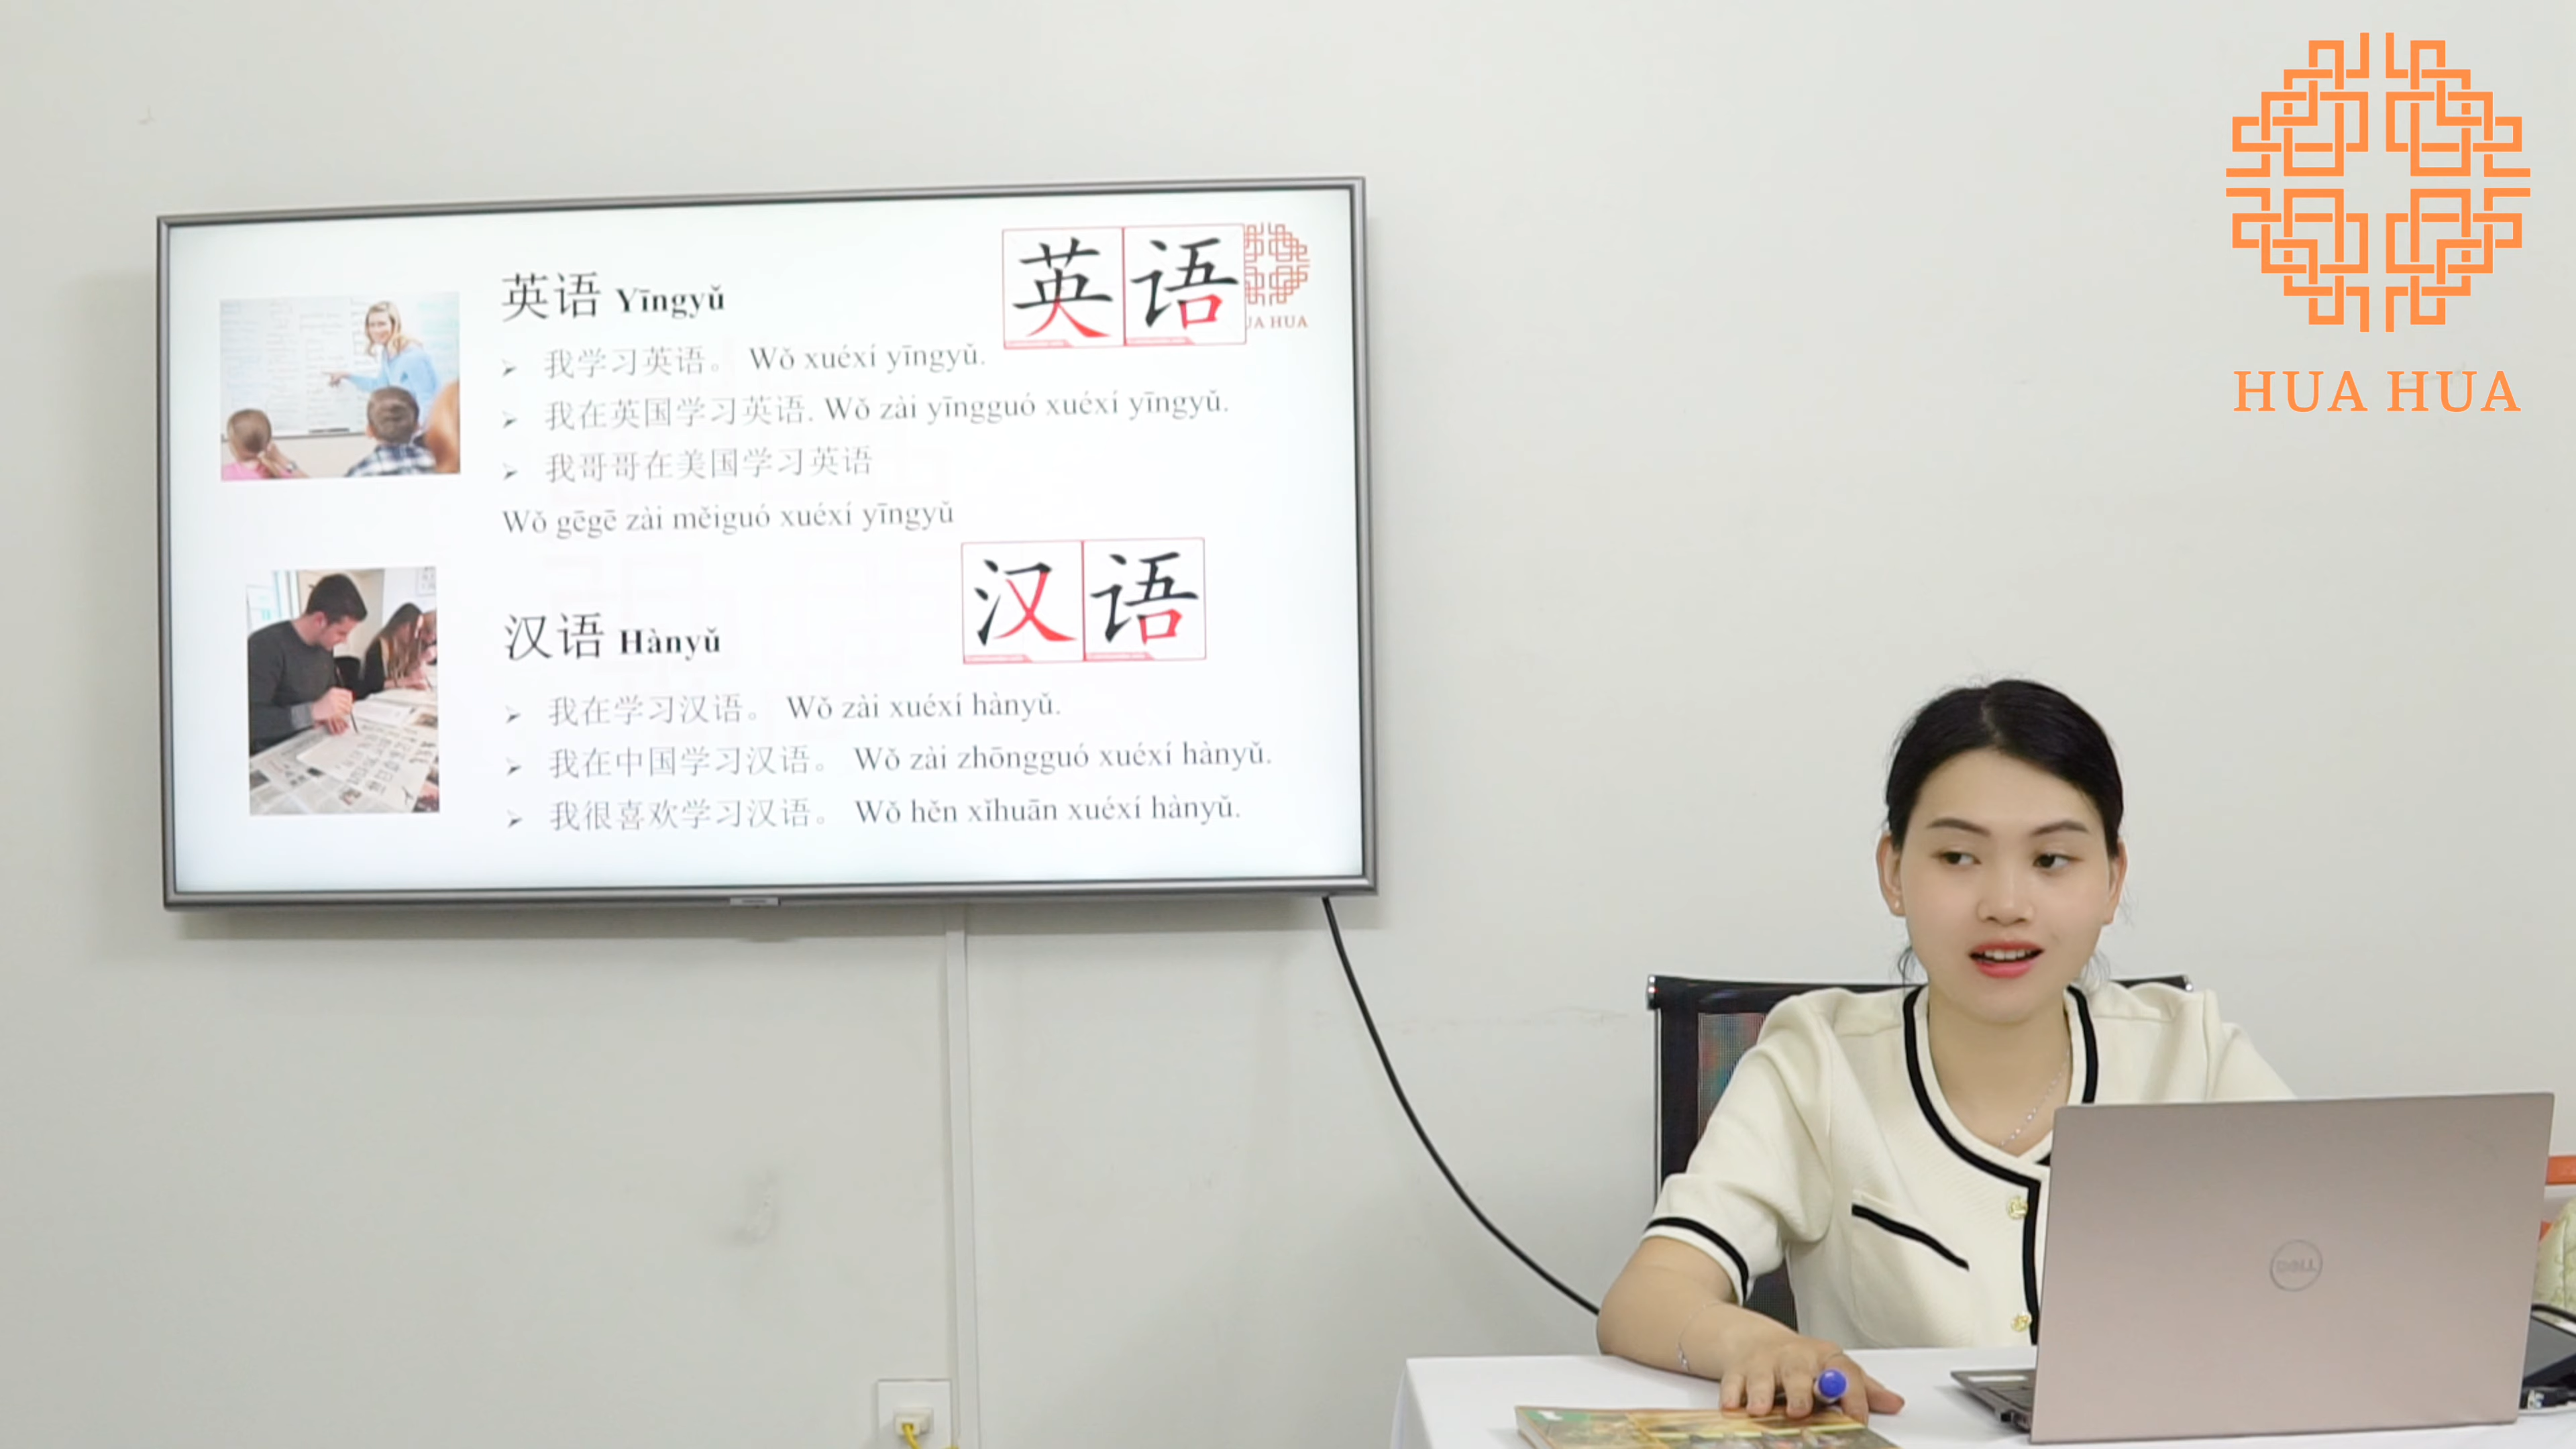 英语 Yīngyǔ
英语
我学习英语。 Wǒ xuéxí yīngyǔ.
我在英国学习英语. Wǒ zài yīngguó xuéxí yīngyǔ.
我哥哥在美国学习英语
Wǒ gēgē zài měiguó xuéxí yīngyǔ
汉语 Hànyǔ
汉语
我在学习汉语。 Wǒ zài xuéxí hànyǔ.
我在中国学习汉语。 Wǒ zài zhōngguó xuéxí hànyǔ.
我很喜欢学习汉语。 Wǒ hěn xǐhuān xuéxí hànyǔ.
UA HUA
HUA HUA
DELL